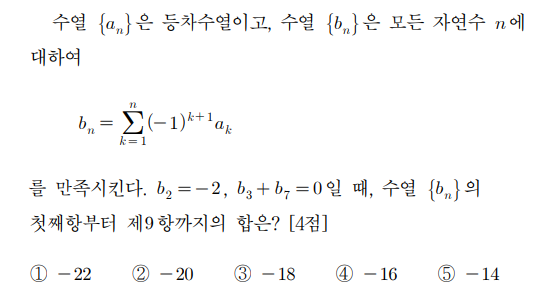 수열 {aₙ}은 등차수열이고, 수열 {bₙ}은 모든 자연수 n에
대하여
bₙ = ∑_{k=1}^{n} (−1)^{k+1} aₖ
를 만족시킨다. b₂ = −2, b₃ + b₇ = 0일 때, 수열 {bₙ}의
첫째항부터 제9항까지의 합은? [4점]
① −22 ② −20 ③ −18 ④ −16 ⑤ −14